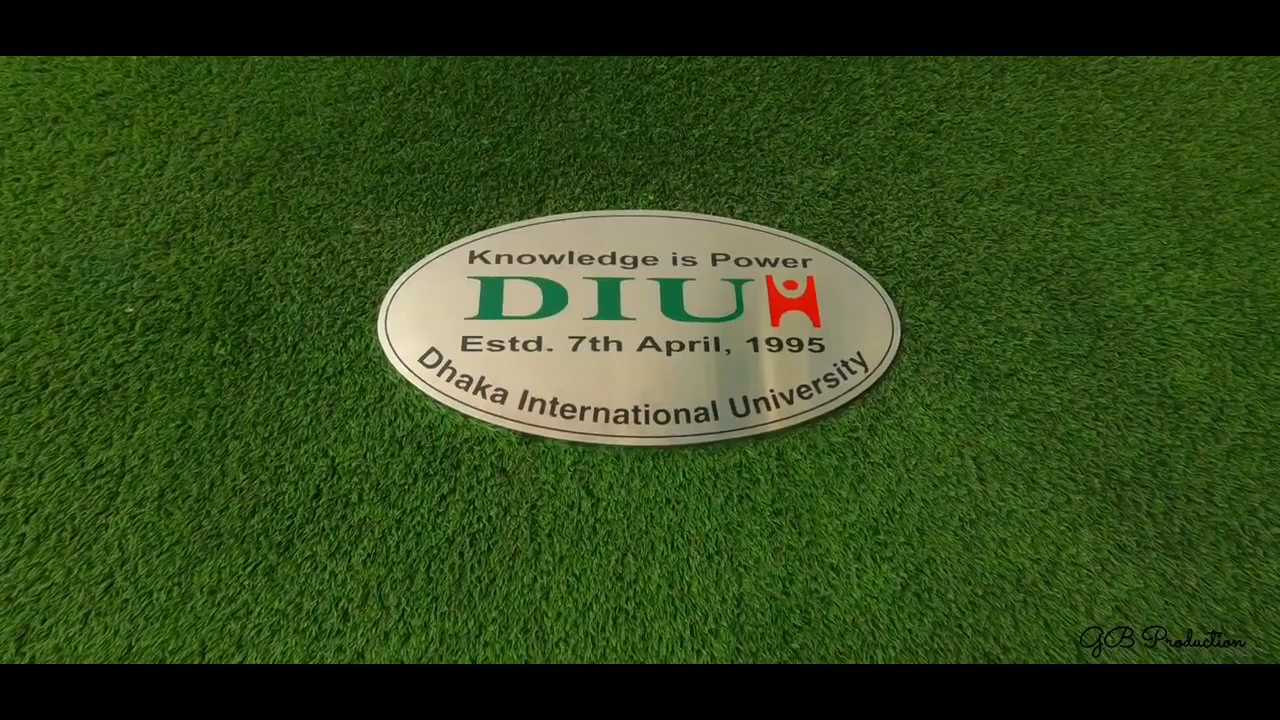 Knowledge is Power
DIU
Estd. 7th April, 1995
Dhaka International University
GB Production